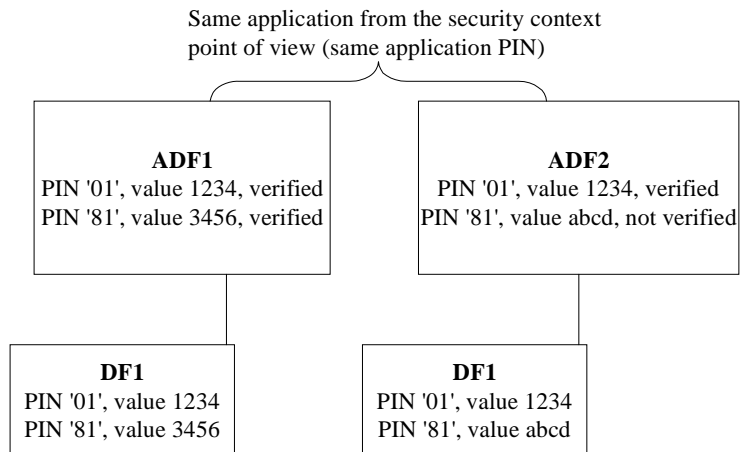 Same application from the security context
point of view (same application PIN)
ADF1
PIN '01', value 1234, verified
PIN '81', value 3456, verified
ADF2
PIN '01', value 1234, verified
PIN '81', value abcd, not verified
DF1
PIN '01', value 1234
PIN '81', value 3456
DF1
PIN '01', value 1234
PIN '81', value abcd